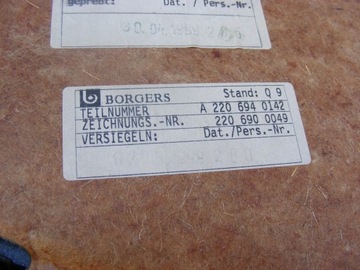 geprebt: Dat. / Pers.-Nr.
BORGERS Stand: Q 9
TEILNUMMER A 220 694 0142
ZEICHNUNGS.-NR. 220 690 0049
VERSIEGELN: Dat./Pers.-Nr.